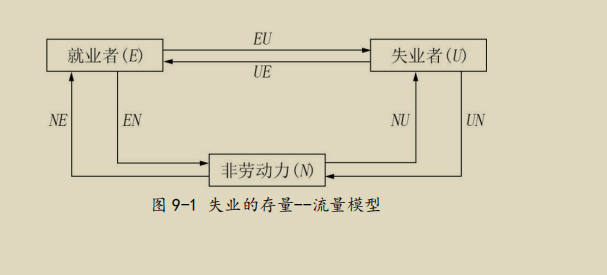 EU
就业者(E)
失业者(U)
UE
NE
EN
NU
UN
非劳动力(N)
图 9-1 失业的存量--流量模型